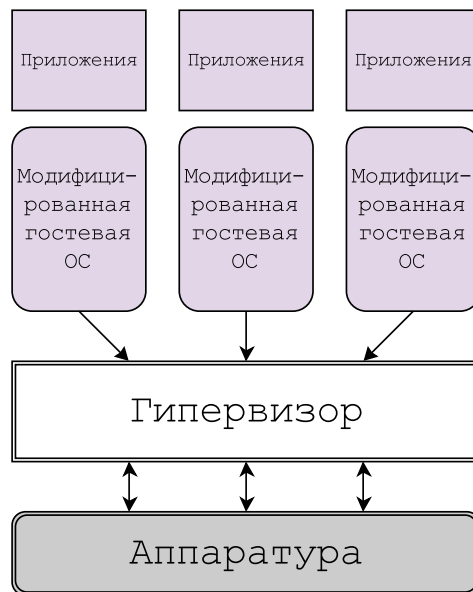 Приложения
Приложения
Приложения
Модифици-
рованная
гостевая
ОС
Модифици-
рованная
гостевая
ОС
Модифици-
рованная
гостевая
ОС
Гипервизор
Аппаратура